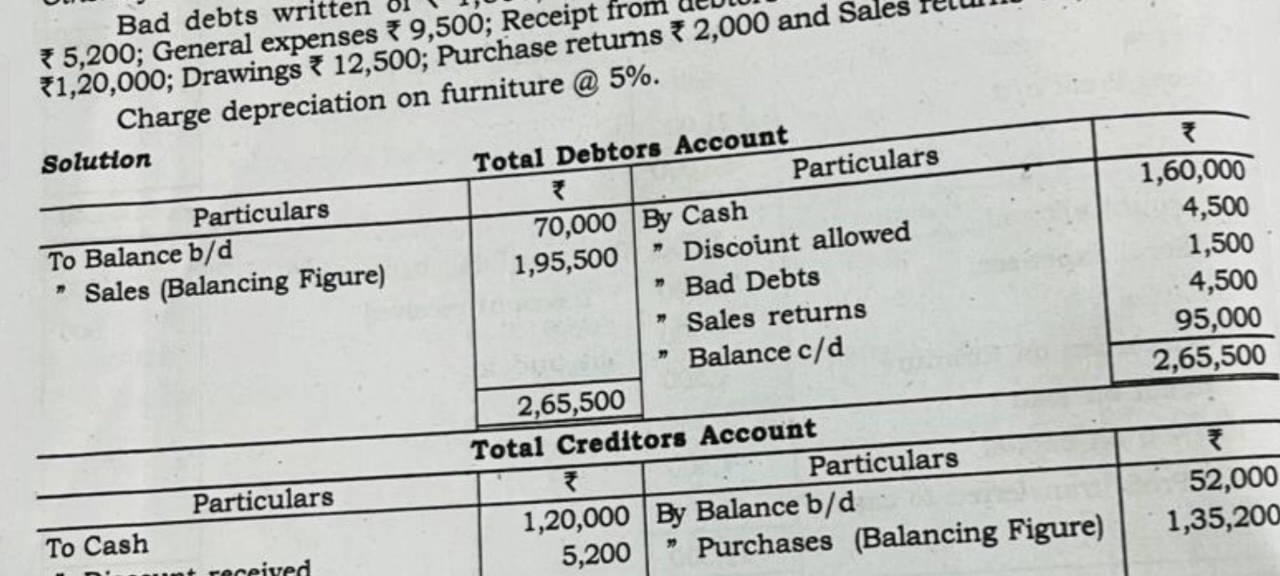 Bad debts written
₹ 5,200; General expenses ₹ 9,500; Receipt from
₹1,20,000; Drawings ₹ 12,500; Purchase returns ₹ 2,000 and Sales
Charge depreciation on furniture @ 5%.
Solution
Total Debtors Account
Particulars ₹ Particulars ₹
To Balance b/d 70,000 By Cash 1,60,000
" Sales (Balancing Figure) 1,95,500 " Discount allowed 4,500
" Bad Debts 1,500
" Sales returns 4,500
" Balance c/d 95,000
2,65,500 2,65,500
Total Creditors Account
Particulars ₹ Particulars ₹
To Cash 1,20,000 By Balance b/d 52,000
" Discount received 5,200 " Purchases (Balancing Figure) 1,35,200